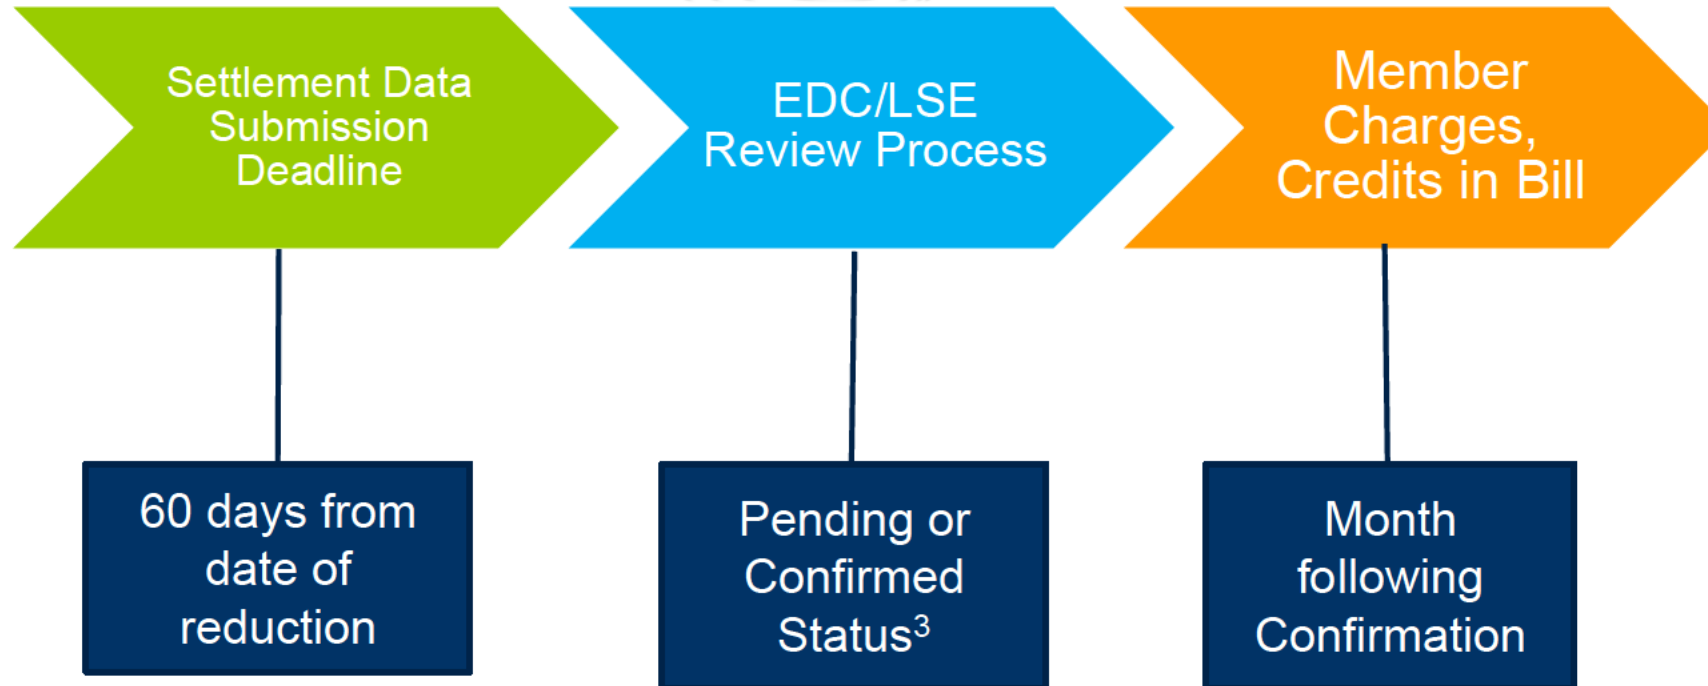 Settlement Data
Submission
Deadline
EDC/LSE
Review Process
Member
Charges,
Credits in Bill
60 days from
date of
reduction
Pending or
Confirmed
Status³
Month
following
Confirmation